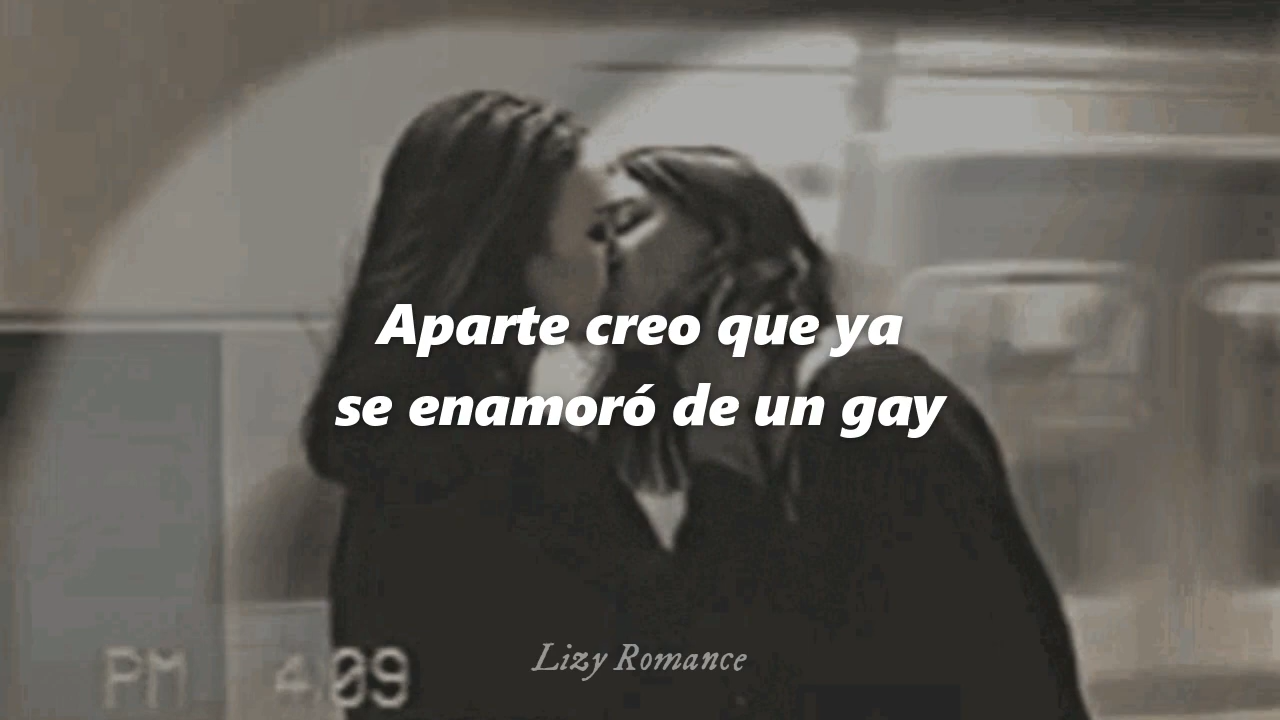 Aparte creo que ya
se enamoró de un gay
Lizy Romance
PM 4:09